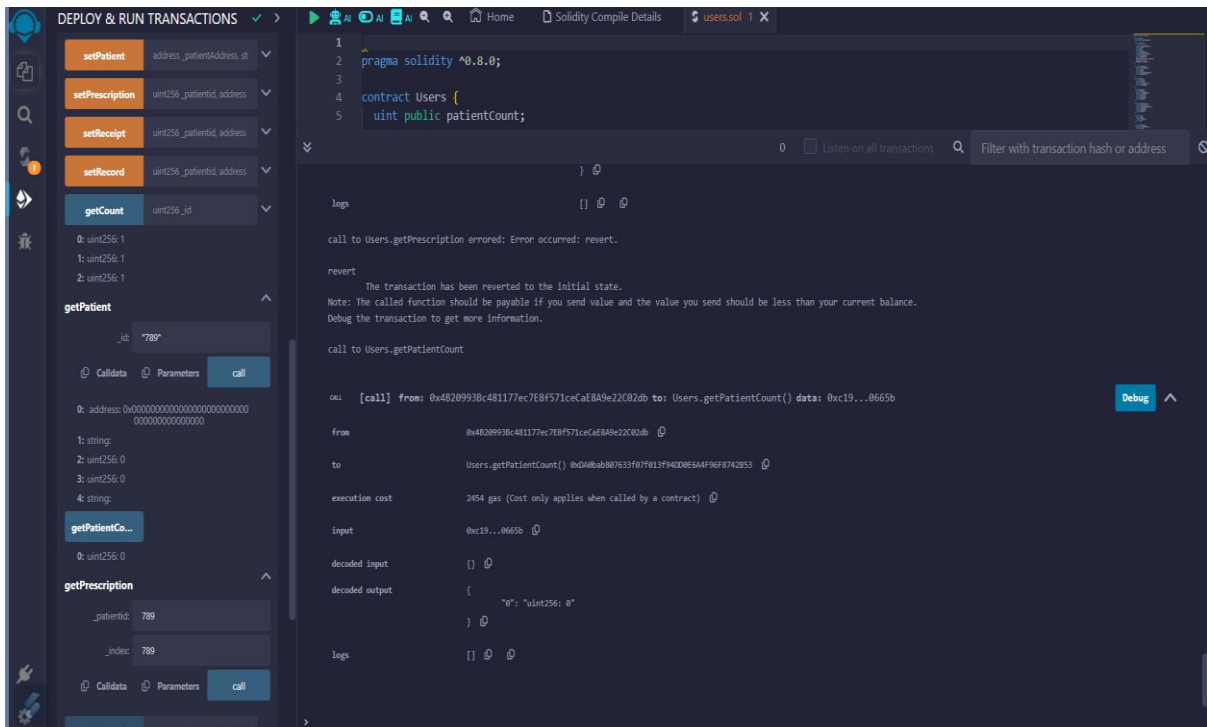 DEPLOY & RUN TRANSACTIONS
setPatient address _patientAddress, st
setPrescription uint256 _patientid, address
setReceipt uint256 _patientid, address
setRecord uint256 _patientid, address
getCount uint256 _id
0: uint256: 1
1: uint256: 1
2: uint256: 1
getPatient
_id: "789"
Calldata Parameters call
0: address: 0x00000000000000000000000000
00000000000000
1: string:
2: uint256: 0
3: uint256: 0
4: string:
getPatientCo...
0: uint256: 0
getPrescription
_patientid: 789
_index: 789
Calldata Parameters call
1
AI AI AI Home Solidity Compile Details users.sol 1 X
1
2 pragma solidity ^0.8.0;
3
4 contract Users {
5 uint public patientCount;
0 Listen on all transactions Filter with transaction hash or address
}
logs [] 
call to Users.getPrescription errored: Error occurred: revert.
revert
The transaction has been reverted to the initial state.
Note: The called function should be payable if you send value and the value you send should be less than your current balance.
Debug the transaction to get more information.
call to Users.getPatientCount
CALL [call] from: 0x4B20993Bc481177ec7E8f571ceCaE8A9e22C02db to: Users.getPatientCount() data: 0xc19...0665b Debug
from 0x4B20993Bc481177ec7E8f571ceCaE8A9e22C02db
to Users.getPatientCount() 0xDA0bab807633f07f013f94DD0E6A4F96F8742B53
execution cost 2454 gas (Cost only applies when called by a contract)
input 0xc19...0665b
decoded input {}
decoded output {
"0": "uint256: 0"
}
logs []
>